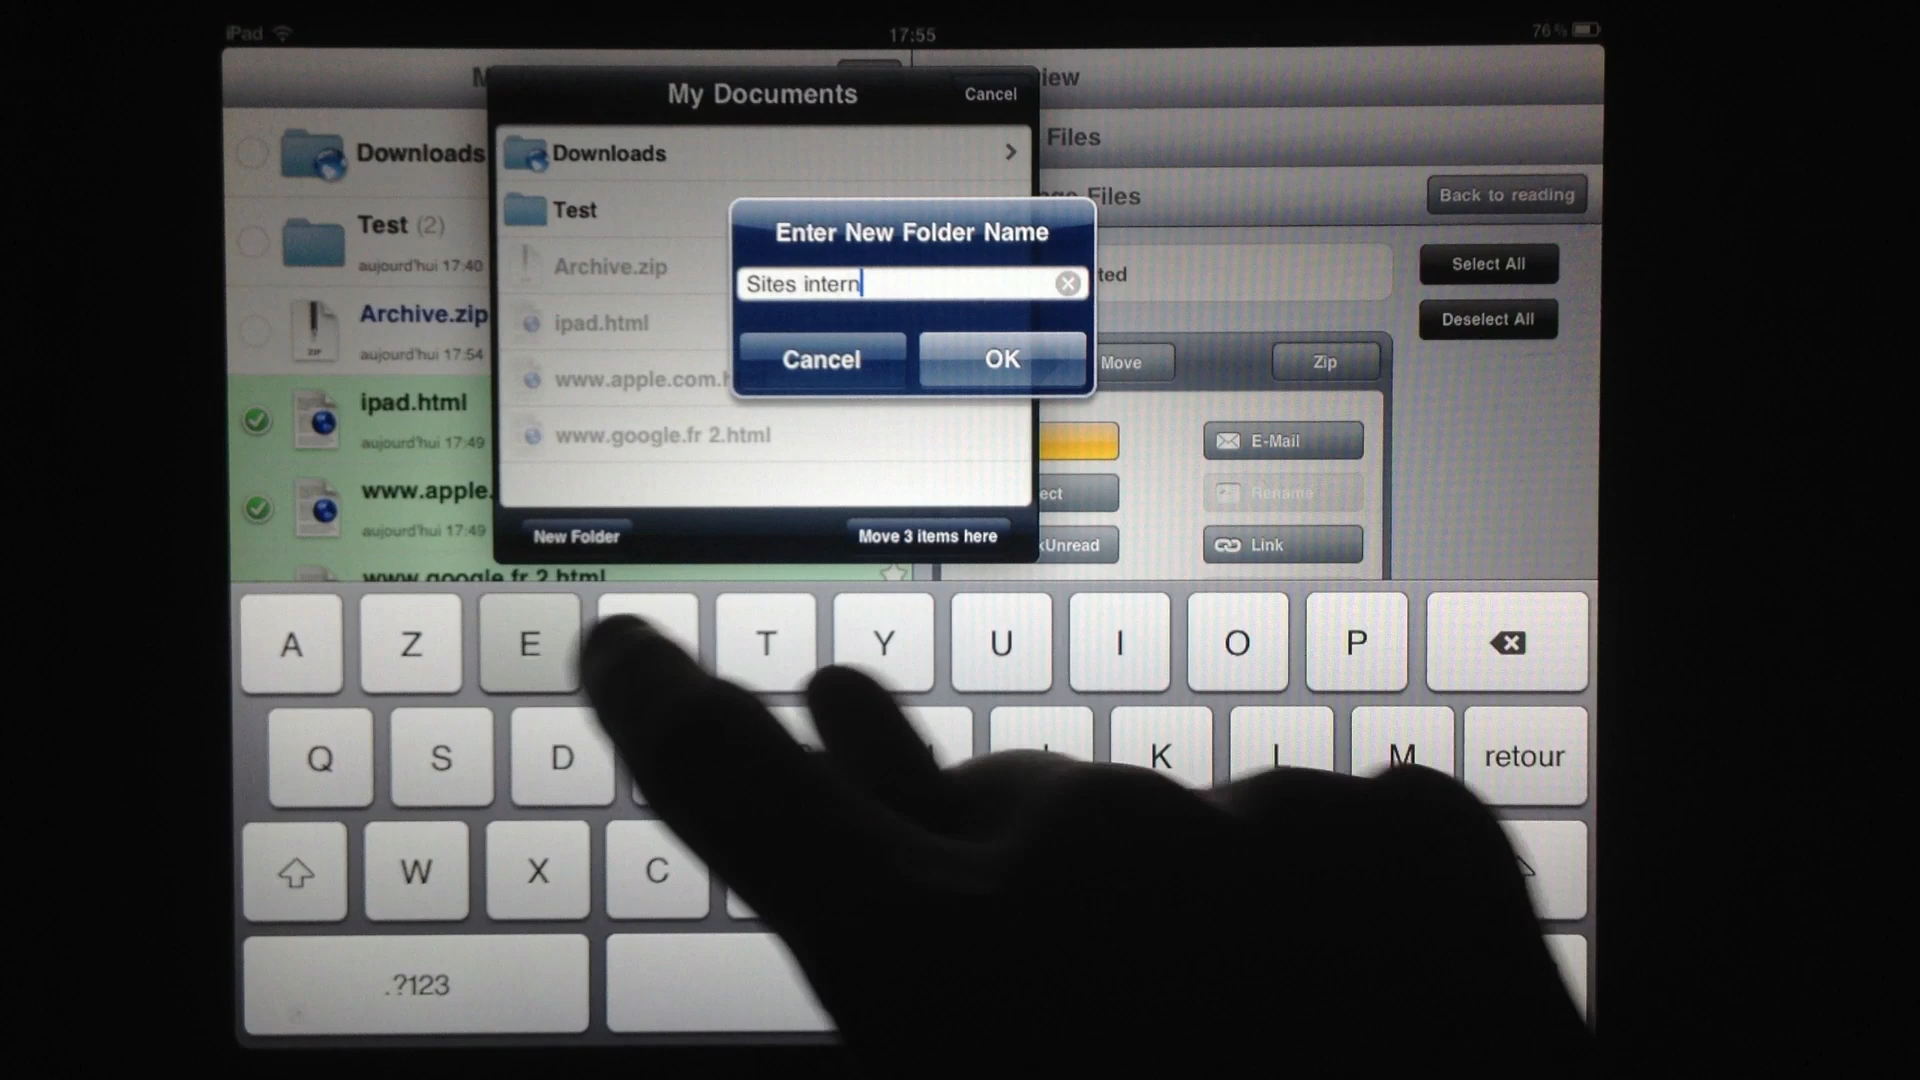 iPad
17:55
76 %
My Documents
Cancel
iew
Downloads
Downloads
Files
Test
Files
Back to reading
Test (2)
aujourd'hui 17:40
Enter New Folder Name
Sites intern
Cancel
OK
Select All
Deselect All
ted
Archive.zip
Archive.zip
ZIP
aujourd'hui 17:54
ipad.html
Move
Zip
ipad.html
aujourd'hui 17:49
www.apple.com.h
www.google.fr 2.html
E-Mail
www.apple.
aujourd'hui 17:49
ect
Rename
New Folder
Move 3 items here
kUnread
Link
www.google.fr 2.html
A Z E T Y U I O P
Q S D K L M retour
W X C
.?123